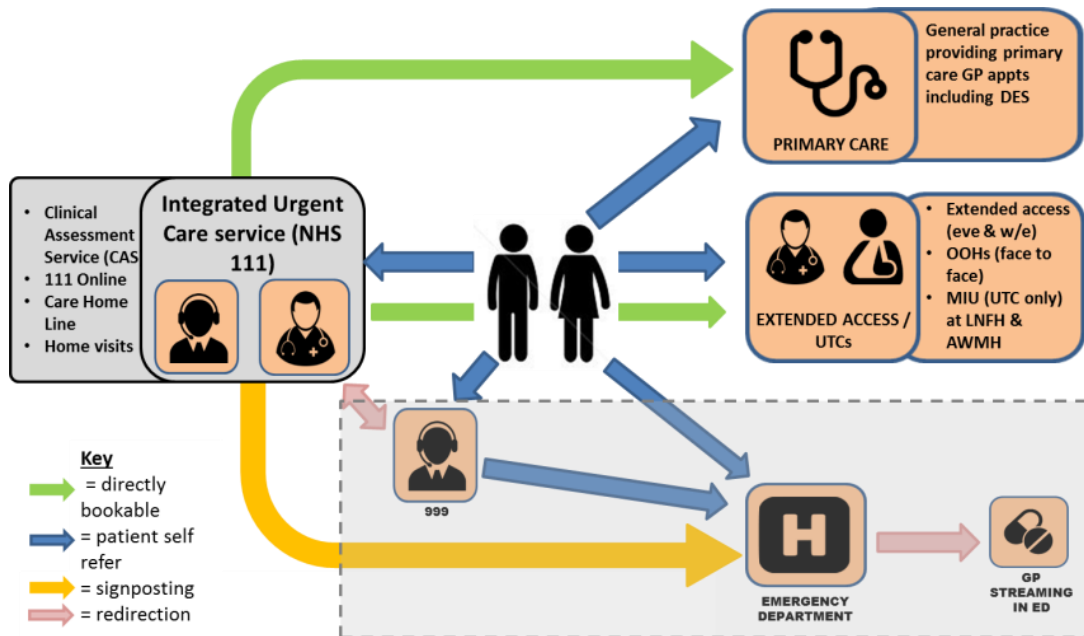 General practice
providing primary
care GP appts
including DES
PRIMARY CARE
• Clinical
Assessment
Service (CAS
• 111 Online
• Care Home
Line
• Home visits
Integrated Urgent
Care service (NHS
111)
• Extended access
(eve & w/e)
• OOHs (face to
face)
• MIU (UTC only)
at LNFH &
AWMH
EXTENDED ACCESS /
UTCs
Key
= directly
bookable
= patient self
refer
= signposting
= redirection
999
H
EMERGENCY
DEPARTMENT
GP
STREAMING
IN ED